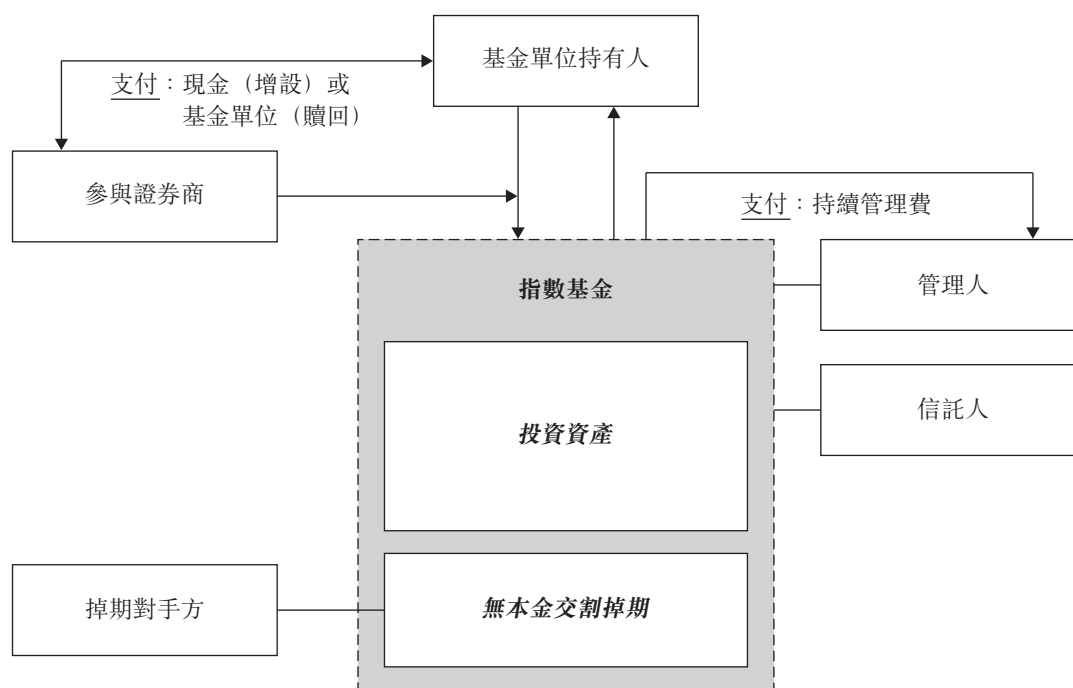 基金單位持有人
支付：現金（增設）或
基金單位（贖回）
參與證券商
支付：持續管理費
指數基金
管理人
投資資產
信託人
掉期對手方
無本金交割掉期